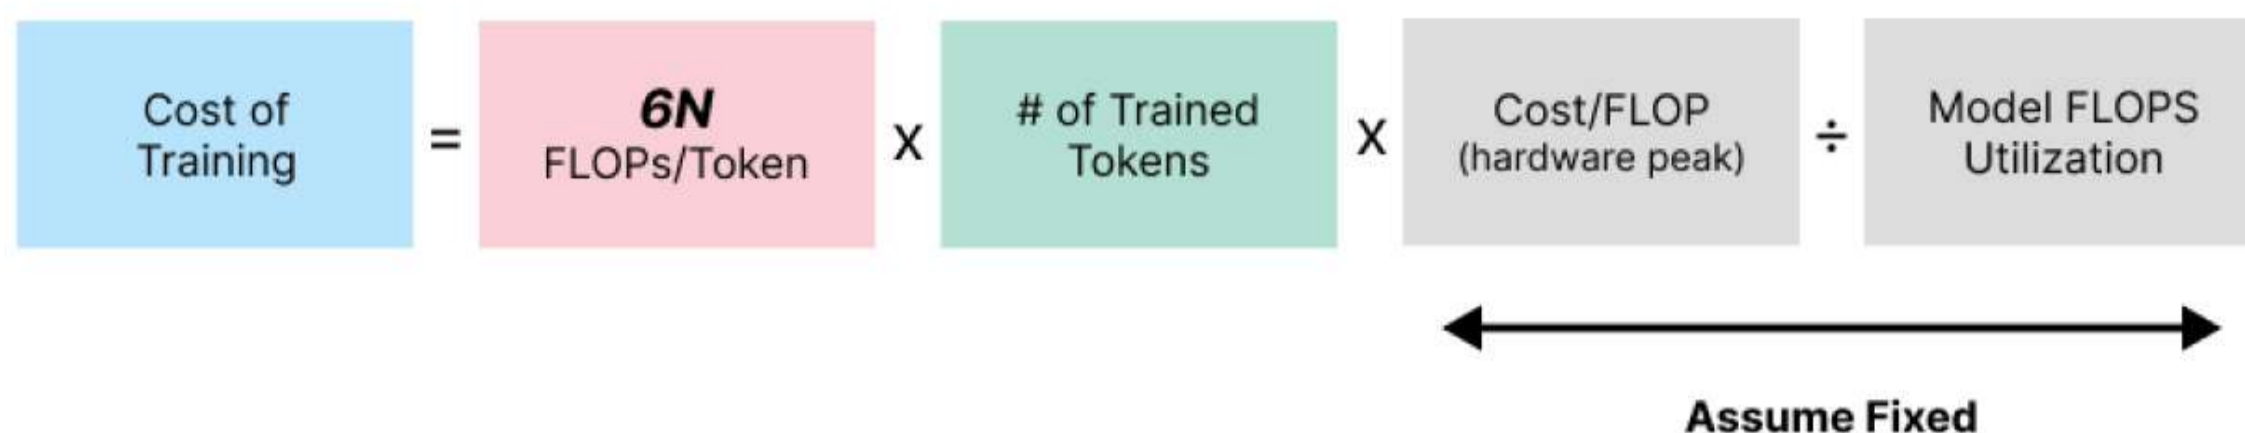 Cost of
Training
=
6N
FLOPs/Token
x
# of Trained
Tokens
x
Cost/FLOP
(hardware peak)
÷
Model FLOPS
Utilization
Assume Fixed